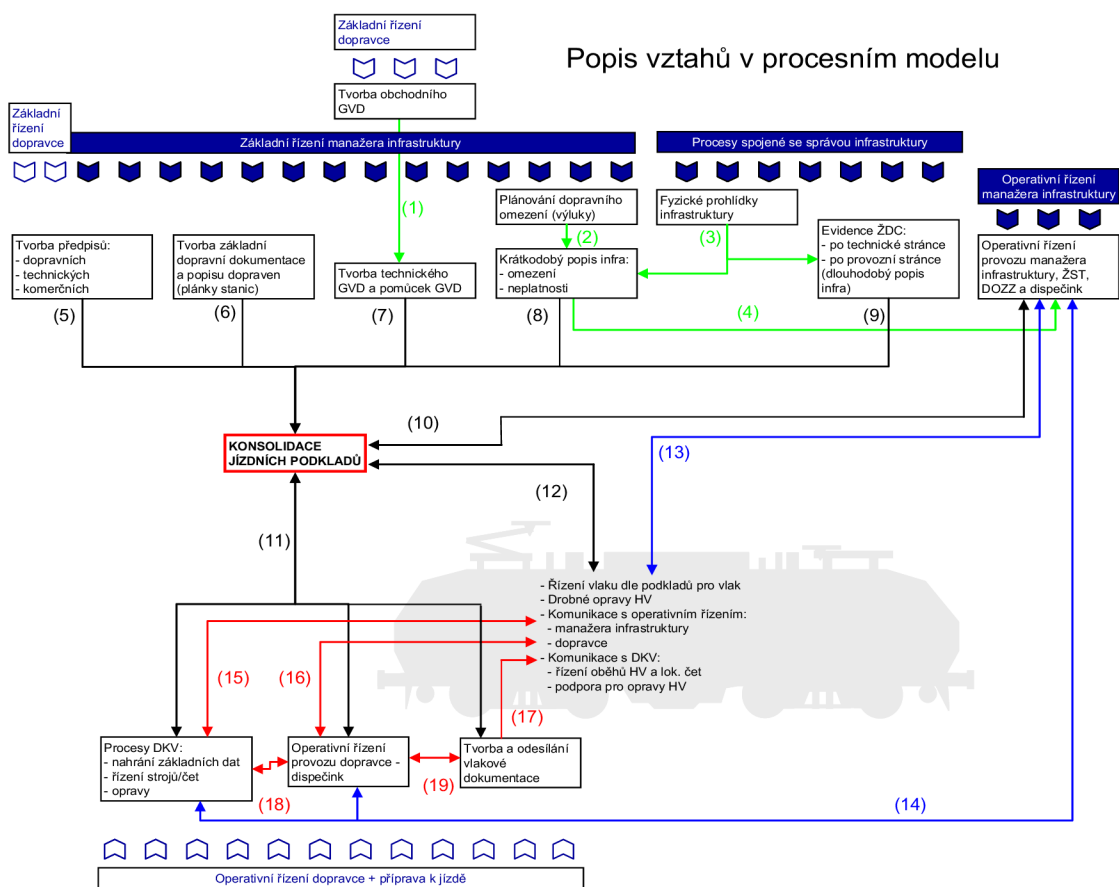 Popis vztahů v procesním modelu
Základní řízení
dopravce
Tvorba obchodního
GVD
Základní
řízení
dopravce
Základní řízení manažera infrastruktury
Procesy spojené se správou infrastruktury
Operativní řízení
manažera infrastruktury
(1)
Plánování dopravního
omezení (výluky)
Fyzické prohlídky
infrastruktury
(2)
(3)
Tvorba předpisů:
- dopravních
- technických
- komerčních
Tvorba základní
dopravní dokumentace
a popisu dopraven
(plánky stanic)
Tvorba technického
GVD a pomůcek GVD
Krátkodobý popis infra:
- omezení
- neplatnosti
Evidence ŽDC:
- po technické stránce
- po provozní stránce
(dlouhodobý popis
infra)
Operativní řízení
provozu manažera
infrastruktury, ŽST,
DOZZ a dispečink
(5)
(6)
(7)
(8)
(4)
(9)
(10)
KONSOLIDACE
JÍZDNÍCH PODKLADŮ
(13)
(12)
(11)
- Řízení vlaku dle podkladů pro vlak
- Drobné opravy HV
- Komunikace s operativním řízením:
- manažera infrastruktury
- dopravce
- Komunikace s DKV:
- řízení oběhů HV a lok. čet
- podpora pro opravy HV
(15)
(16)
(17)
Procesy DKV:
- nahrání základních dat
- řízení strojů/čet
- opravy
Operativní řízení
provozu dopravce -
dispečink
Tvorba a odesílání
vlakové
dokumentace
(18)
(19)
(14)
Operativní řízení dopravce + příprava k jízdě